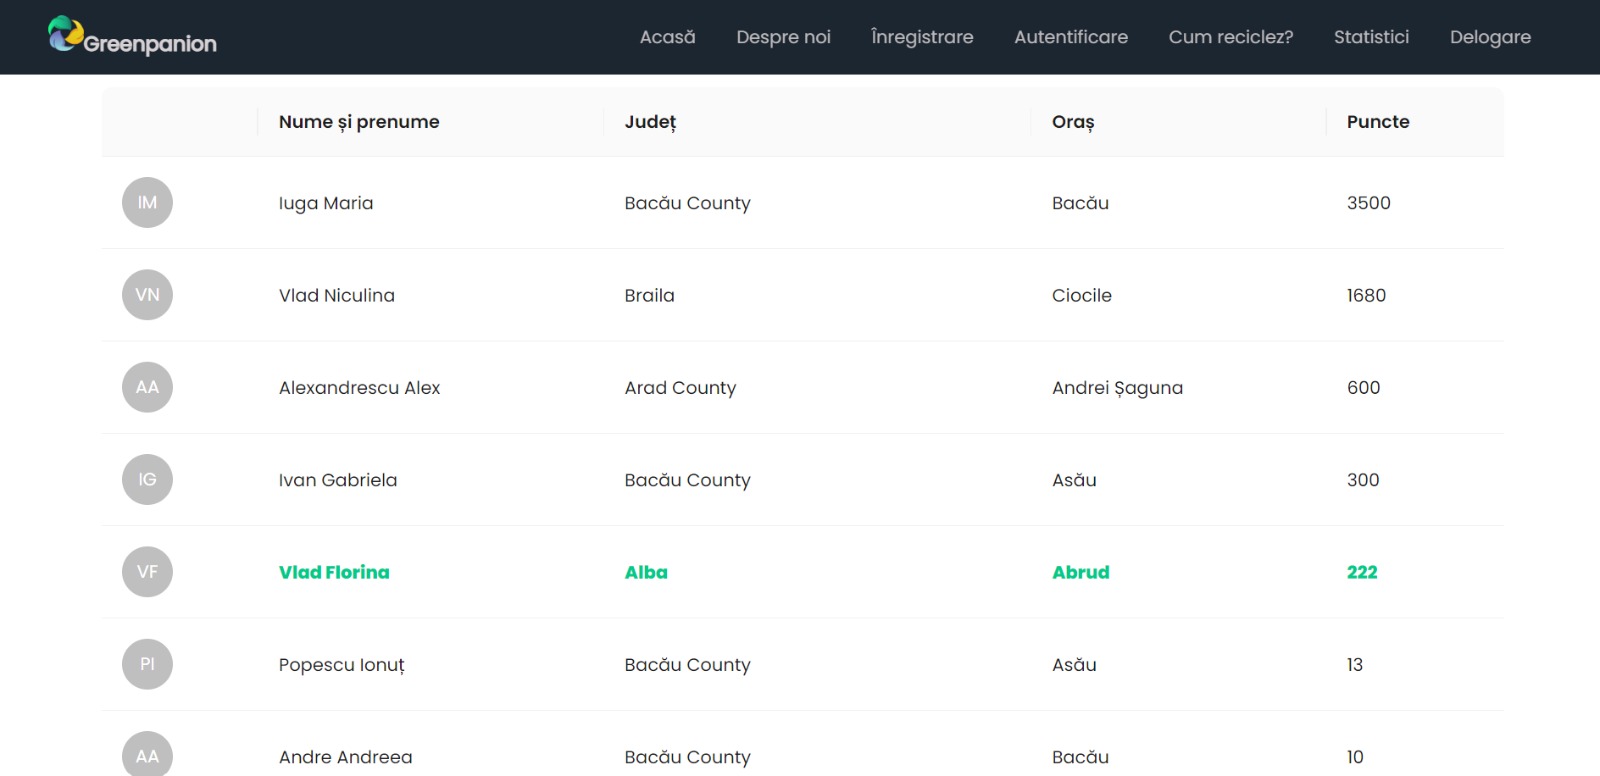 Greenpanion Acasă Despre noi Înregistrare Autentificare Cum reciclez? Statistici Delogare
Nume și prenume Județ Oraș Puncte
IM Iuga Maria Bacău County Bacău 3500
VN Vlad Niculina Braila Ciocile 1680
AA Alexandrescu Alex Arad County Andrei Șaguna 600
IG Ivan Gabriela Bacău County Asău 300
VF Vlad Florina Alba Abrud 222
PI Popescu Ionuț Bacău County Asău 13
AA Andre Andreea Bacău County Bacău 10